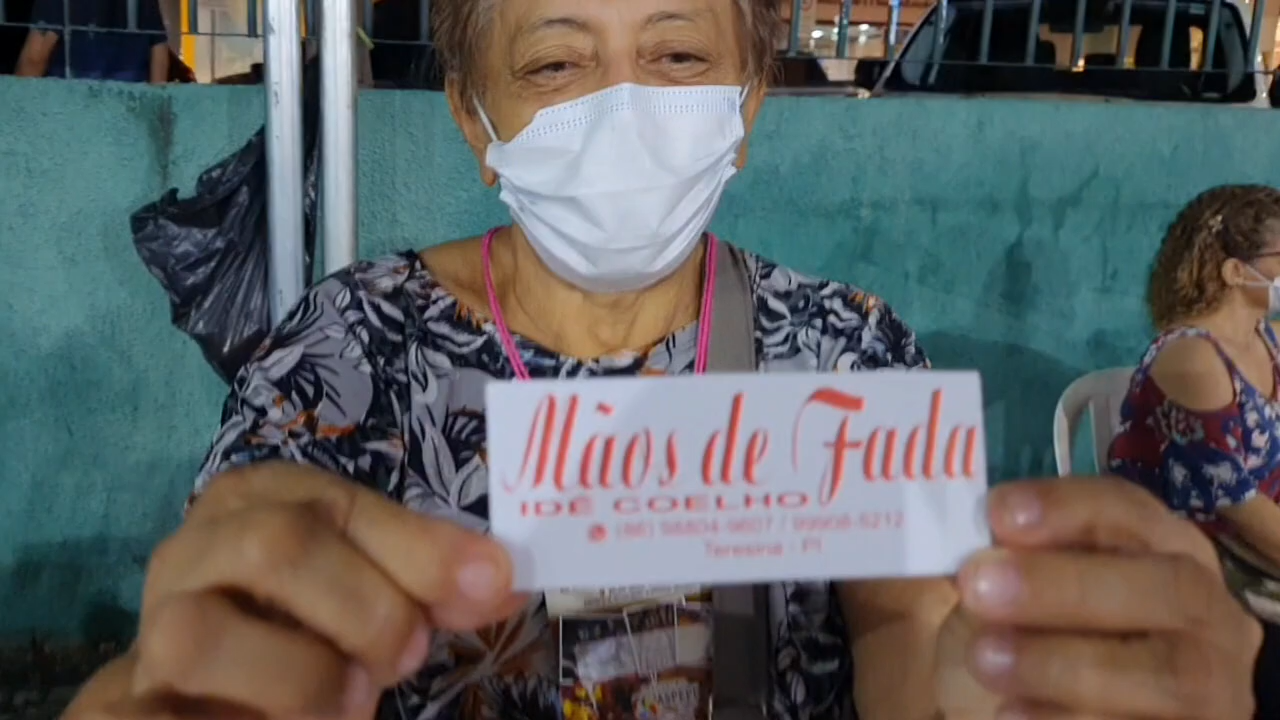 Mãos de Fada
IDÊ COELHO
(86) 98804-9607 / 99908-5212
Teresina - PI